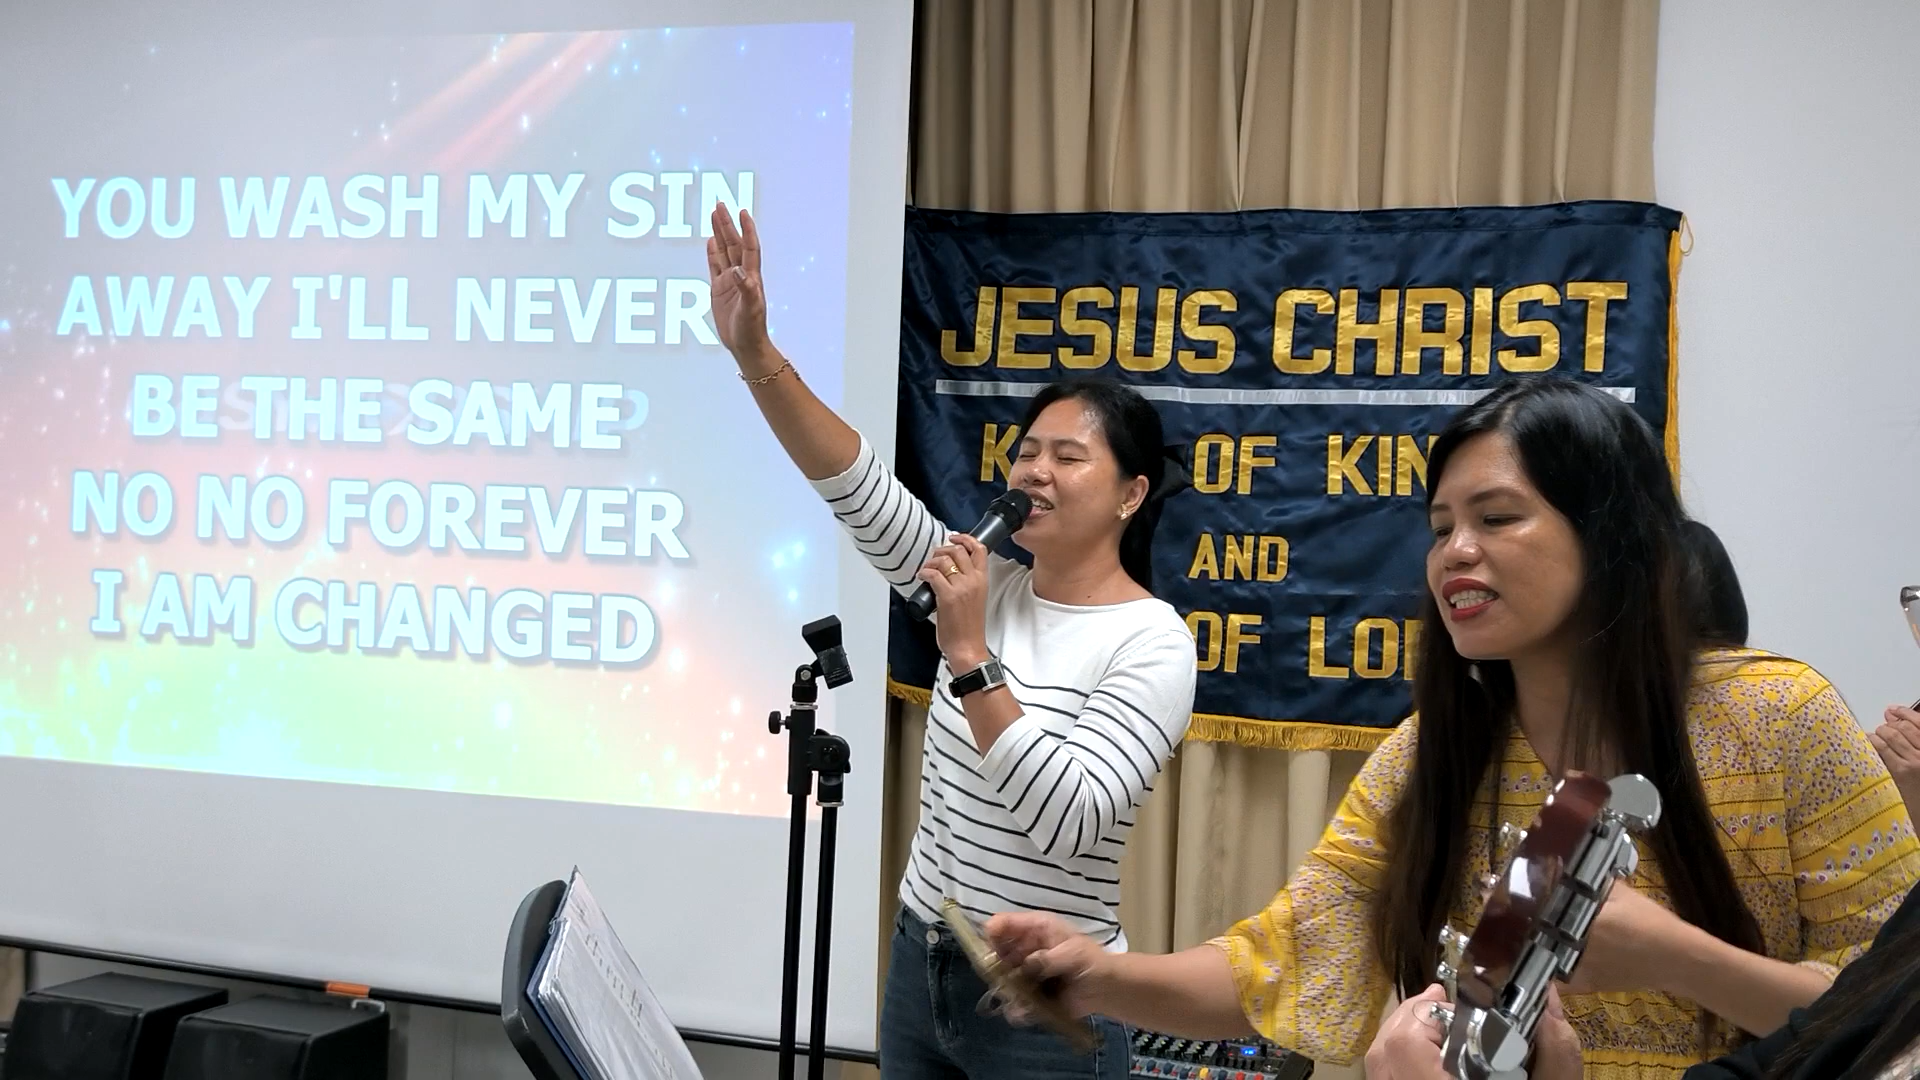 YOU WASH MY SIN
AWAY I'LL NEVER
BE THE SAME
NO NO FOREVER
I AM CHANGED
JESUS CHRIST
OF
AND
OF